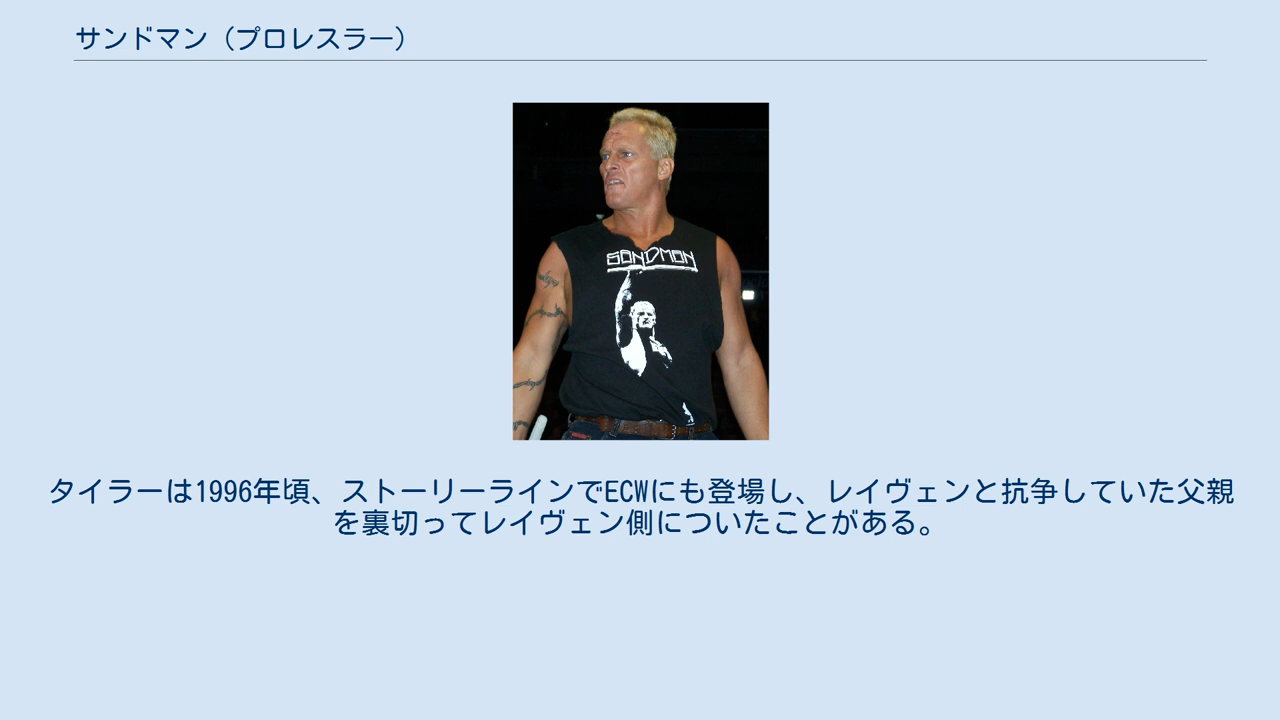 サンドマン（プロレスラー）
SANDMAN
タイラーは1996年頃、ストーリーラインでECWにも登場し、レイヴェンと抗争していた父親
を裏切ってレイヴェン側についたことがある。